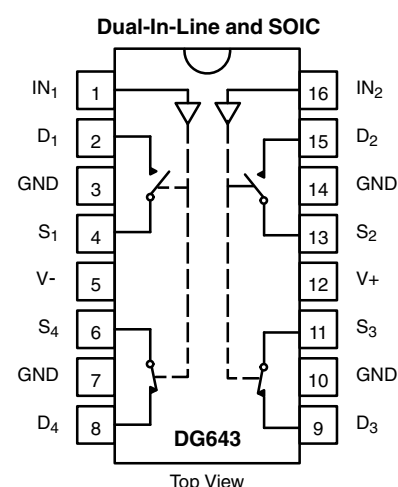 Dual-In-Line and SOIC
IN1 1 16 IN2
D1 2 15 D2
GND 3 14 GND
S1 4 13 S2
V- 5 12 V+
S4 6 11 S3
GND 7 10 GND
D4 8 DG643 9 D3
Top View